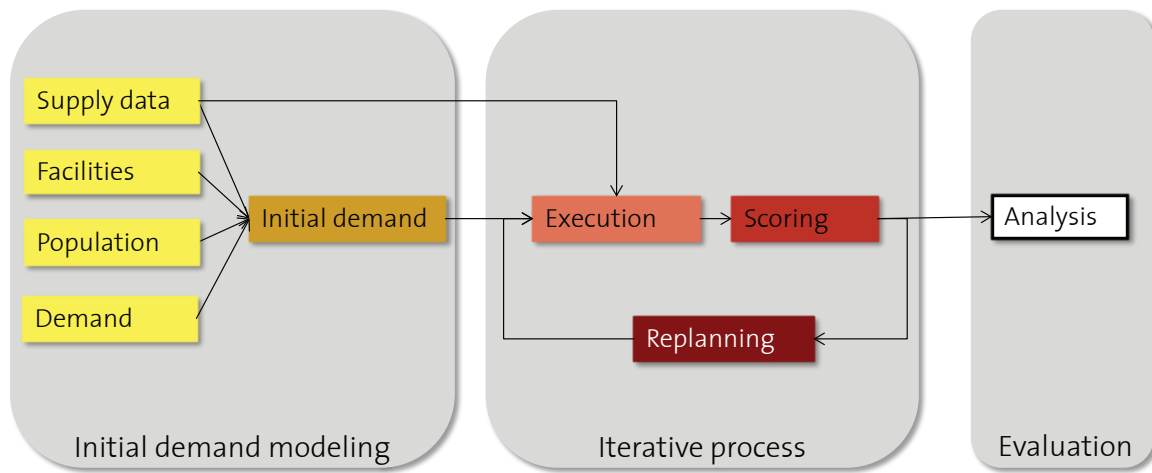 Supply data
Facilities
Population
Demand
Initial demand
Initial demand modeling
Execution
Scoring
Replanning
Iterative process
Analysis
Evaluation